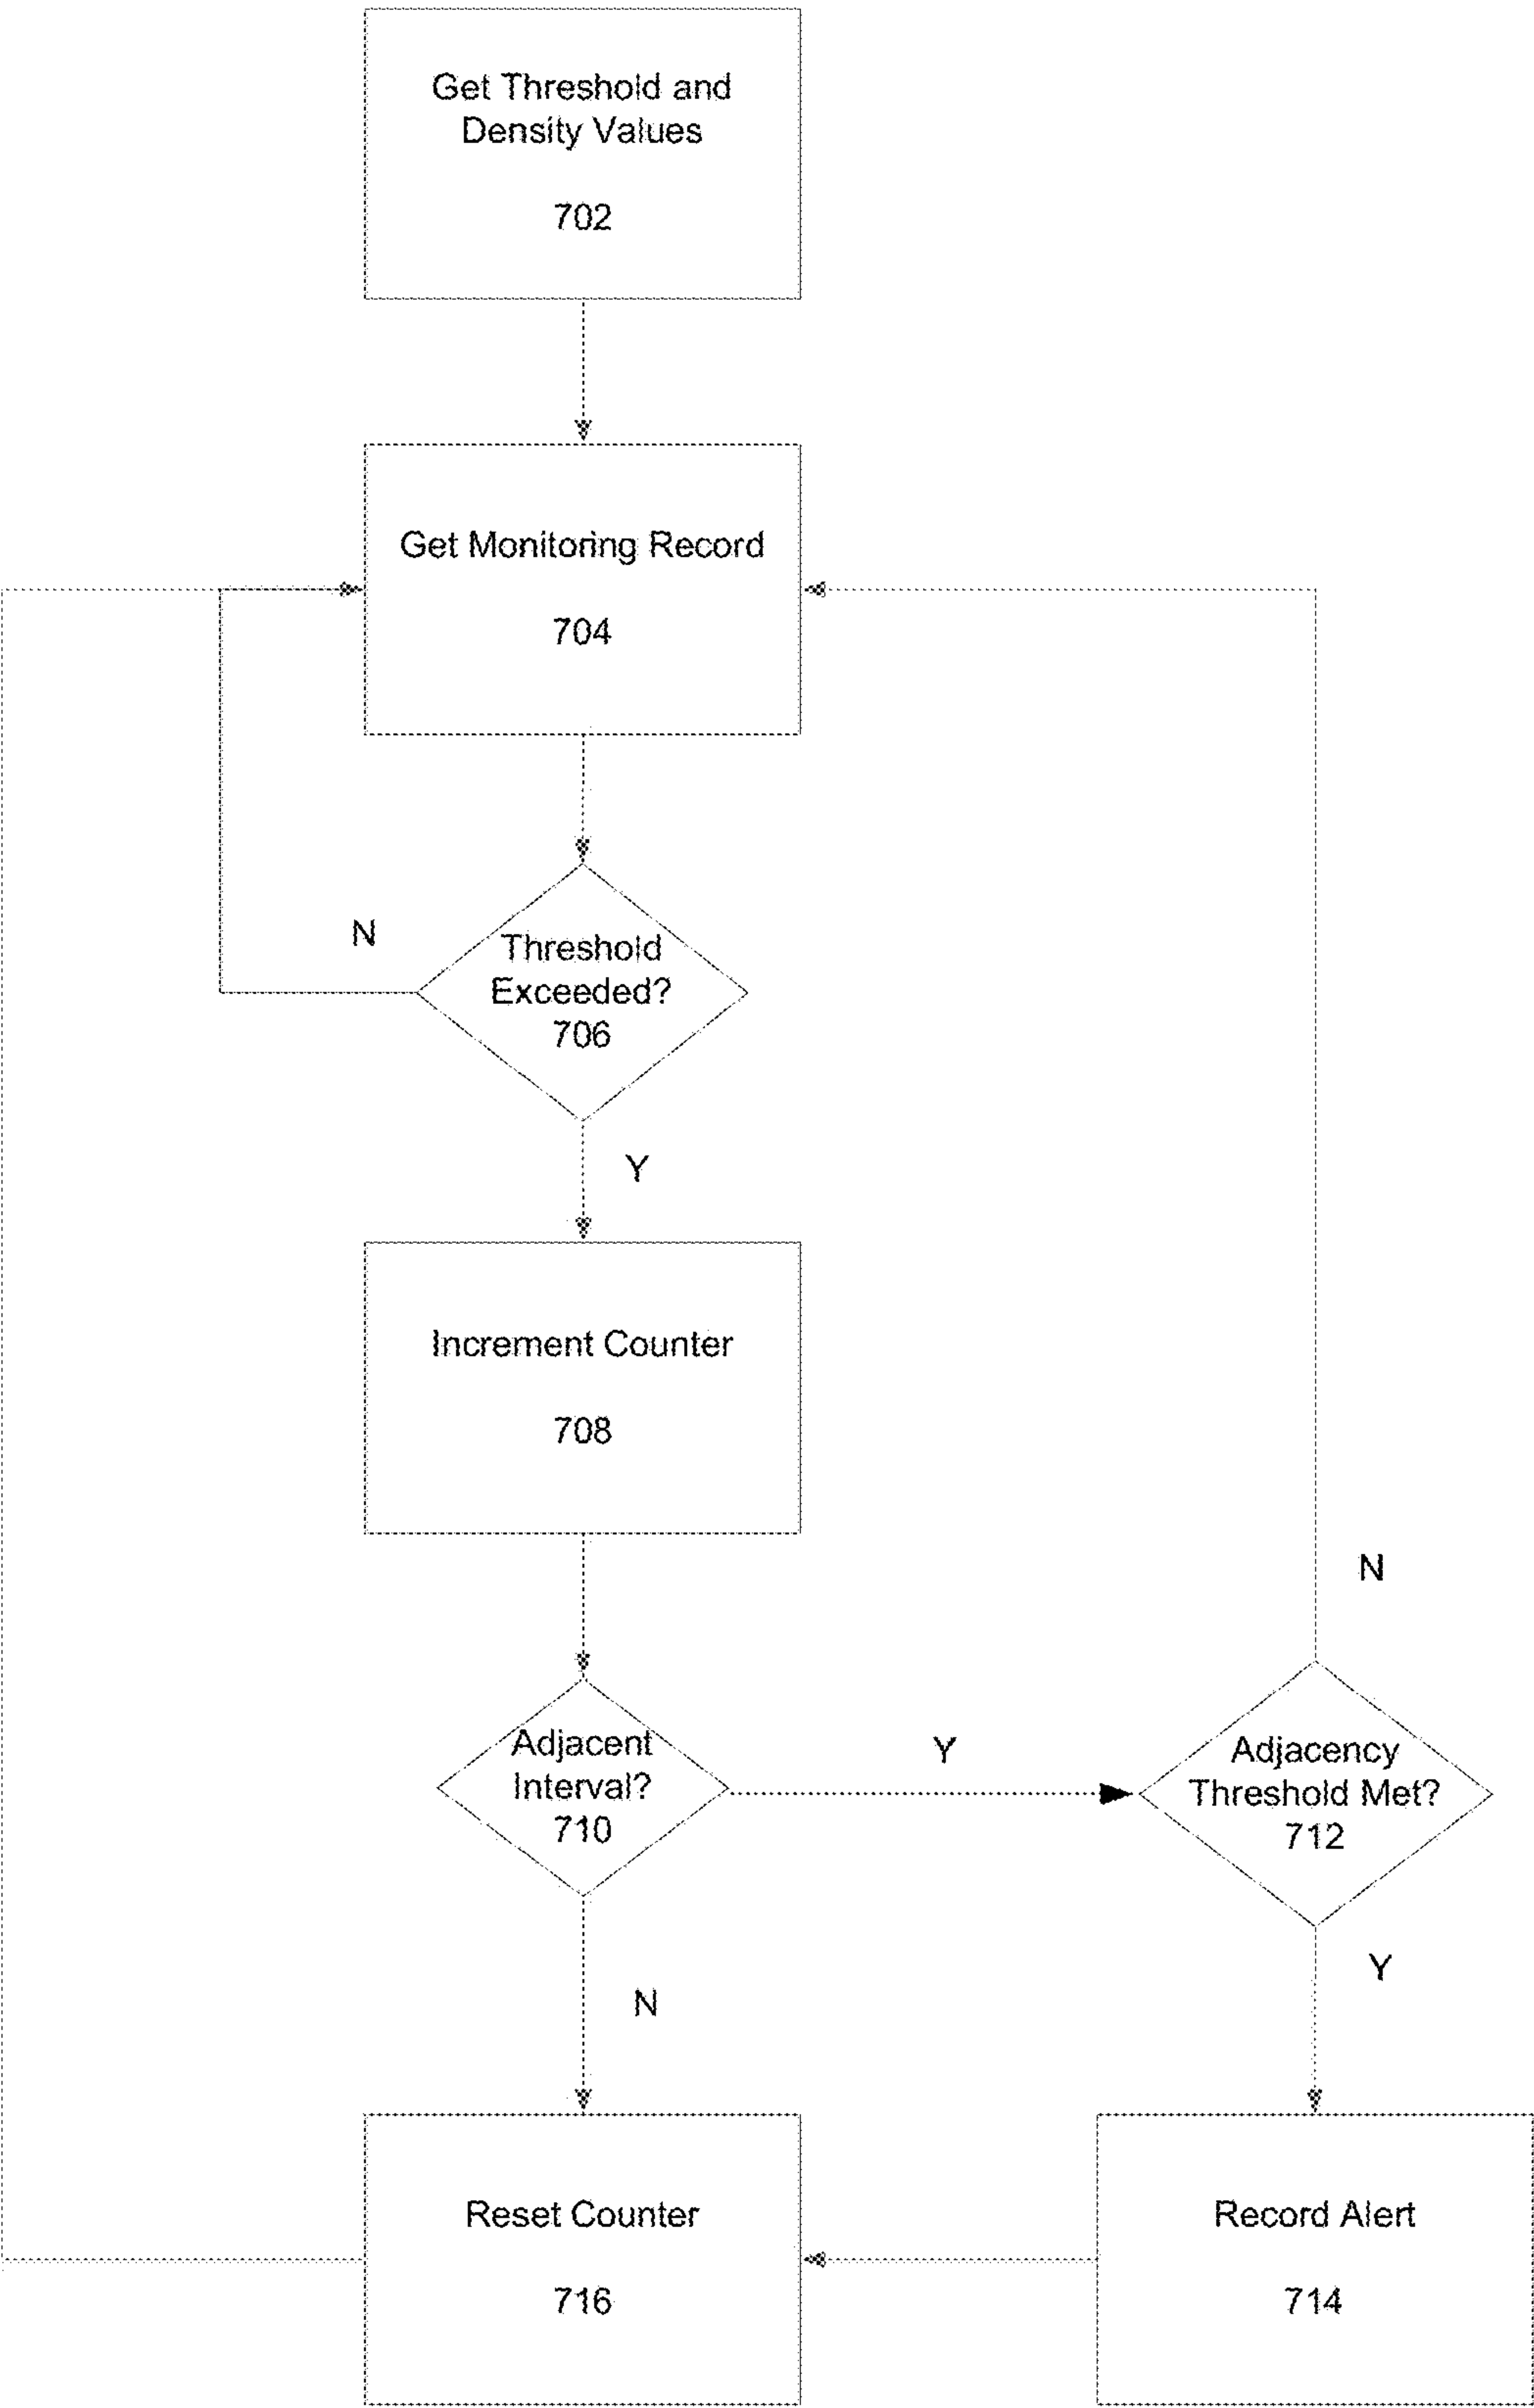 Get Threshold and
Density Values
702
Get Monitoring Record
704
N
Threshold
Exceeded?
706
Y
Increment Counter
708
N
Adjacent
Interval?
710
Y
Adjacency
Threshold Met?
712
N
Y
Reset Counter
716
Record Alert
714